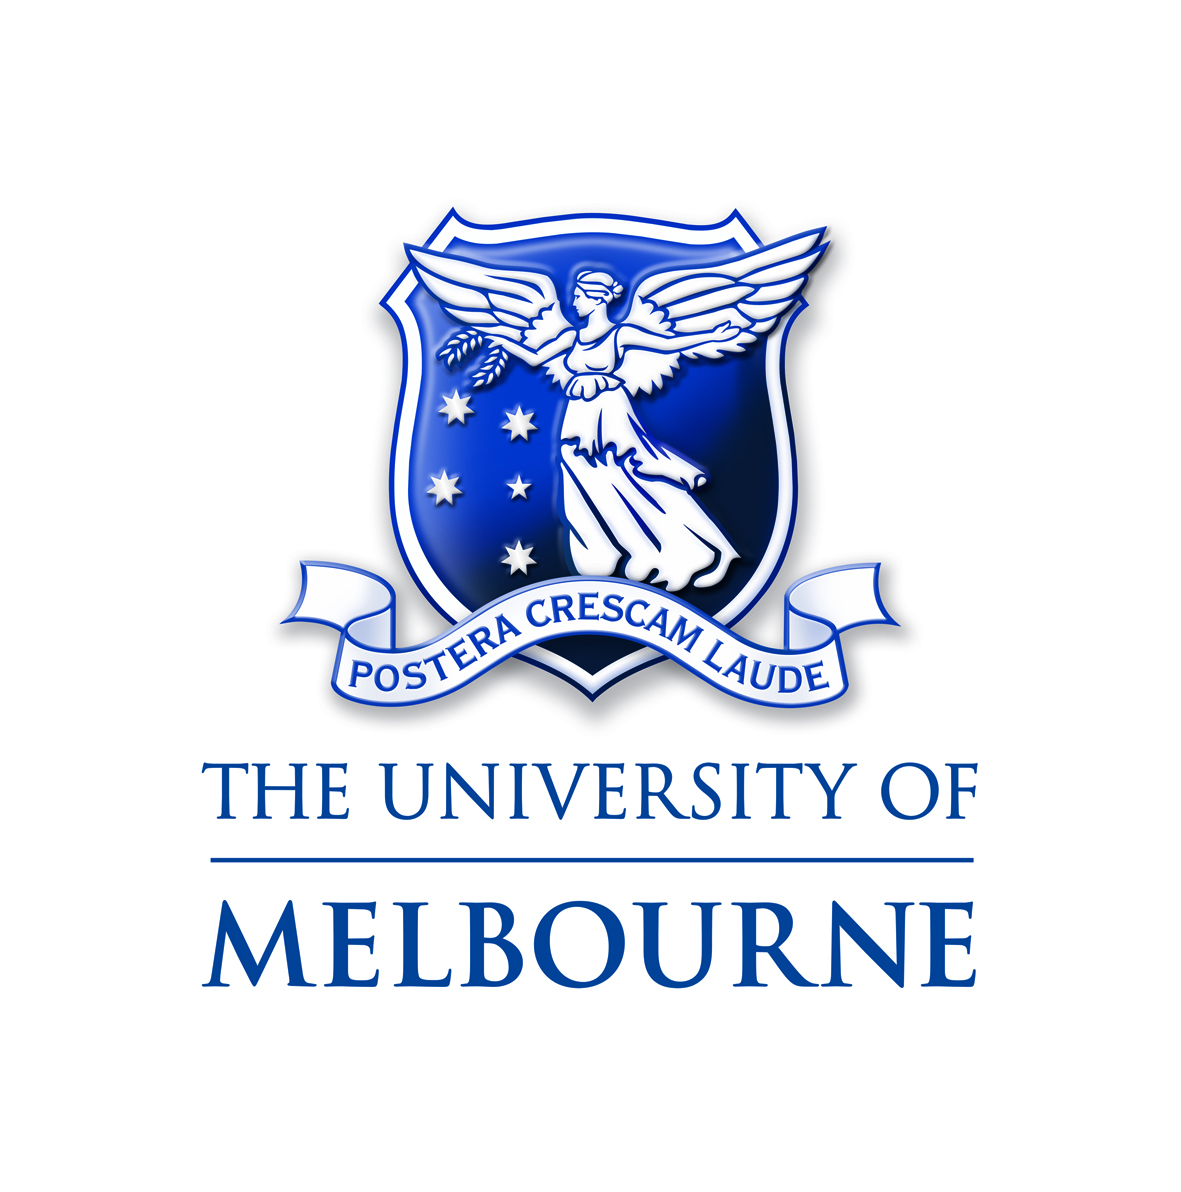 POSTERA CRESCAM LAUDE
THE UNIVERSITY OF
MELBOURNE